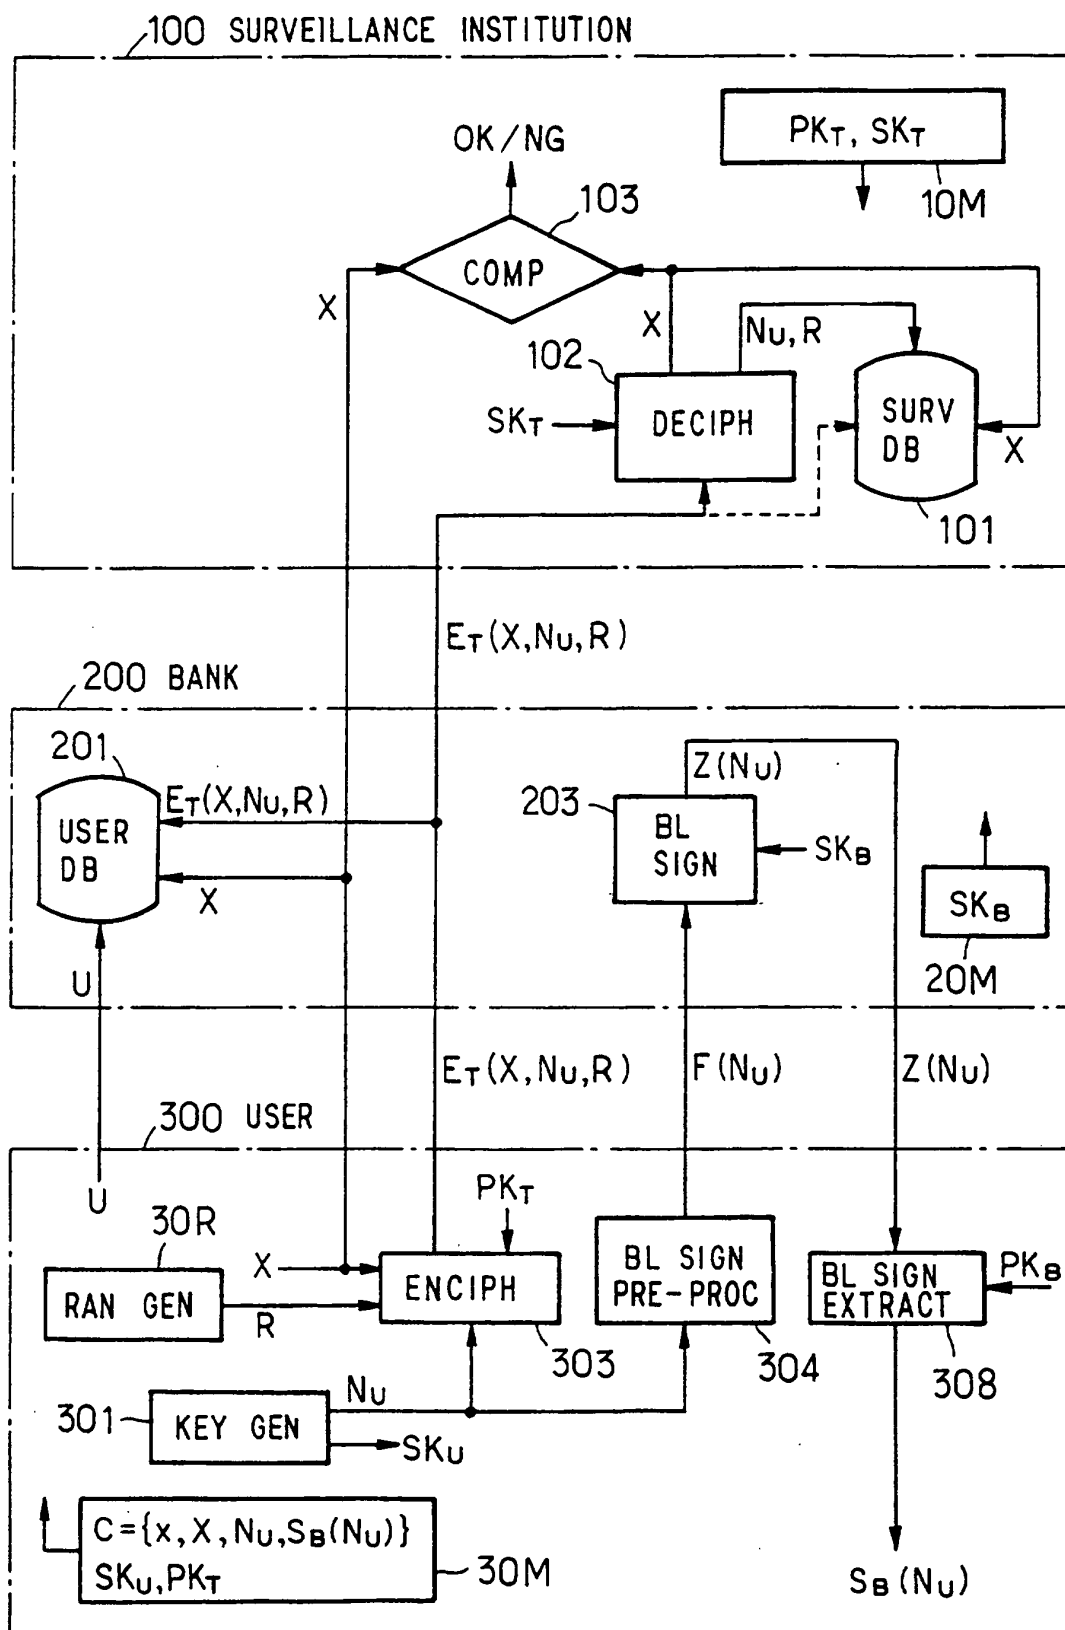 100 SURVEILLANCE INSTITUTION
PKT, SKT
10M
OK/NG
103
COMP
X
X
NU, R
102
SKT
DECIPH
SURV
DB
X
101
ET(X,NU,R)
200 BANK
201
USER
DB
ET(X,NU,R)
X
U
Z(NU)
203
BL
SIGN
SKB
SKB
20M
ET(X,NU,R)
F(NU)
Z(NU)
300 USER
U
30R
RAN GEN
X
R
PKT
ENCIPH
303
BL SIGN
PRE-PROC
304
BL SIGN
EXTRACT
PKB
308
301
KEY GEN
NU
SKU
C={x, X, NU, SB(NU)}
SKU, PKT
30M
SB(NU)